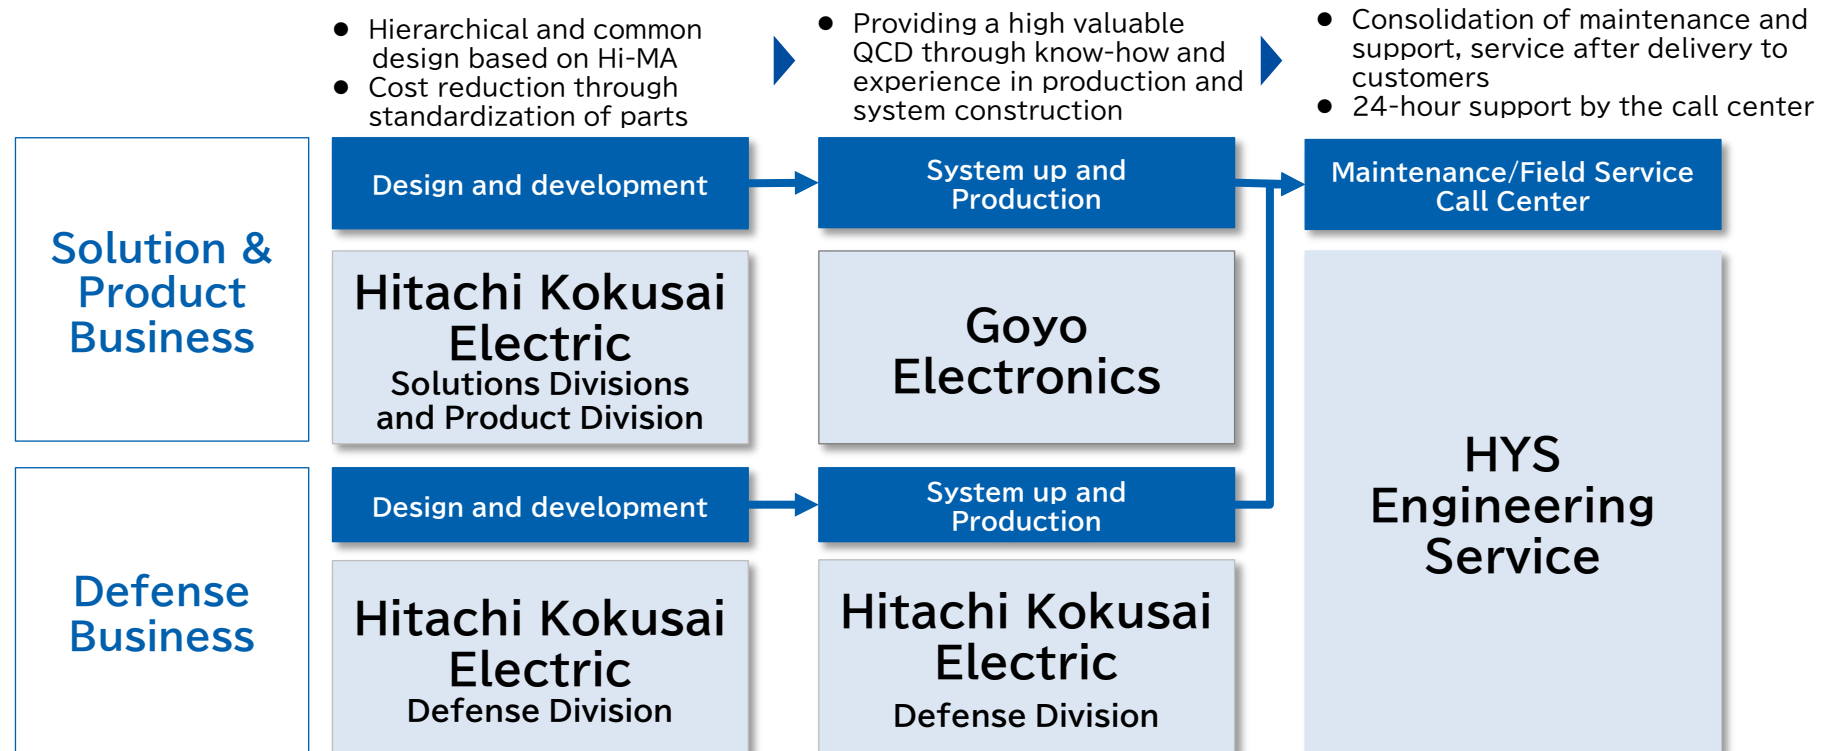 ● Hierarchical and common
design based on Hi-MA
● Cost reduction through
standardization of parts
● Providing a high valuable
QCD through know-how and
experience in production and
system construction
● Consolidation of maintenance and
support, service after delivery to
customers
● 24-hour support by the call center
Solution &
Product
Business
Design and development
System up and
Production
Maintenance/Field Service
Call Center
Hitachi Kokusai
Electric
Solutions Divisions
and Product Division
Goyo
Electronics
HYS
Engineering
Service
Defense
Business
Design and development
System up and
Production
Hitachi Kokusai
Electric
Defense Division
Hitachi Kokusai
Electric
Defense Division